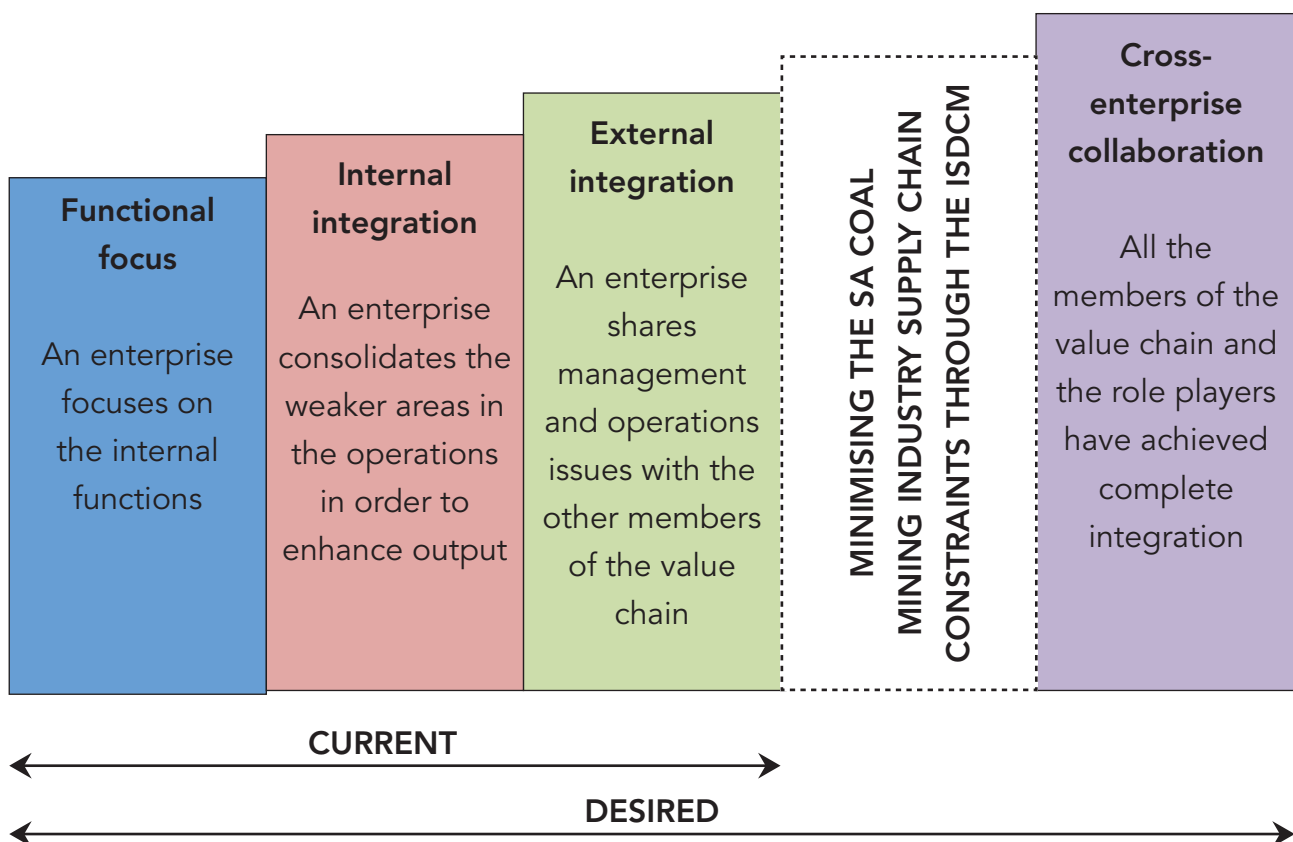 Functional
focus
An enterprise
focuses on
the internal
functions
Internal
integration
An enterprise
consolidates the
weaker areas in
the operations
in order to
enhance output
External
integration
An enterprise
shares
management
and operations
issues with the
other members
of the value
chain
MINIMISING THE SA COAL
MINING INDUSTRY SUPPLY CHAIN
CONSTRAINTS THROUGH THE ISDCM
Cross-
enterprise
collaboration
All the
members of the
value chain and
the role players
have achieved
complete
integration
CURRENT
DESIRED